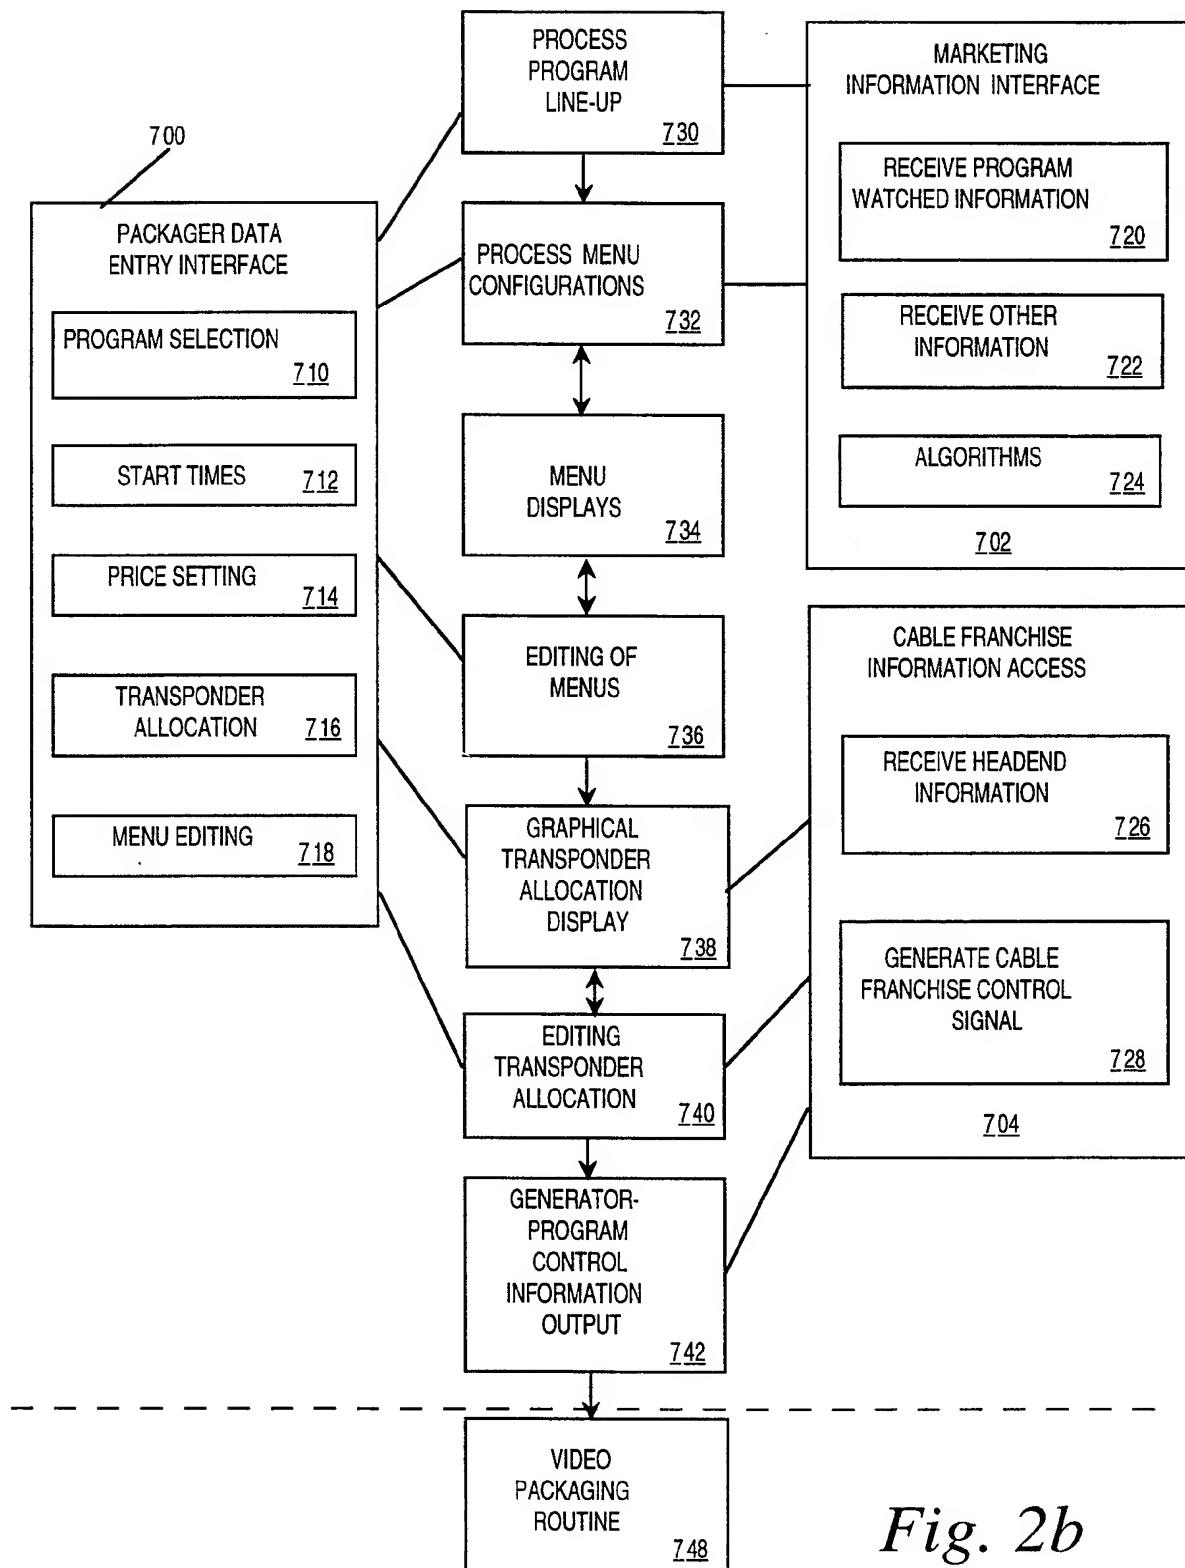 PROCESS
PROGRAM
LINE-UP
730
MARKETING
INFORMATION INTERFACE
RECEIVE PROGRAM
WATCHED INFORMATION
720
RECEIVE OTHER
INFORMATION
722
ALGORITHMS
724
702
700
PACKAGER DATA
ENTRY INTERFACE
PROGRAM SELECTION
710
START TIMES
712
PRICE SETTING
714
TRANSPONDER
ALLOCATION
716
MENU EDITING
718
PROCESS MENU
CONFIGURATIONS
732
MENU
DISPLAYS
734
EDITING OF
MENUS
736
GRAPHICAL
TRANSPONDER
ALLOCATION
DISPLAY
738
EDITING
TRANSPONDER
ALLOCATION
740
GENERATOR-
PROGRAM
CONTROL
INFORMATION
OUTPUT
742
CABLE FRANCHISE
INFORMATION ACCESS
RECEIVE HEADEND
INFORMATION
726
GENERATE CABLE
FRANCHISE CONTROL
SIGNAL
728
704
VIDEO
PACKAGING
ROUTINE
748
Fig. 2b